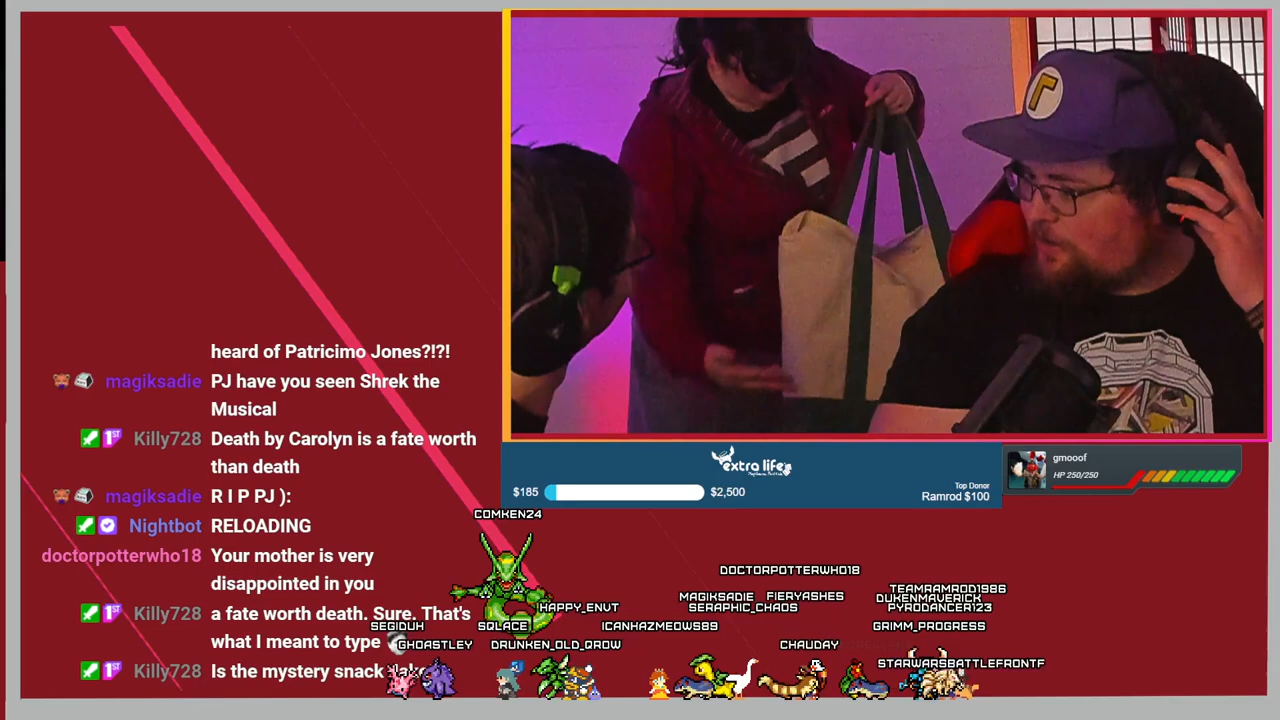 heard of Patricimo Jones?!?!
magiksadie PJ have you seen Shrek the
Musical
Killy728 Death by Carolyn is a fate worth
than death
magiksadie R I P PJ ):
Nightbot RELOADING
doctorpotterwho18 Your mother is very
disappointed in you
Killy728 a fate worth death. Sure. That's
what I meant to type
Killy728 Is the mystery snack
extra life
$185 $2,500
Top Donor
Ramrod $100
gmooof
HP 250/250
COMKEN24
DOCTORPOTTERWHO18
TEAMRAMROD1986
MAGIKSADIE FIERYASHES
DUKENMAVERICK
HAPPY_ENVT SERAPHIC_CHAOS PYRODANCER123
SEGIDUH SQLACE ICANHAZMEOWS89 GRIMM_PROGRESS
GHOASTLEY DRUNKEN_OLD_QROW CHAUDAY
STARWARSBATTLEFRONTF